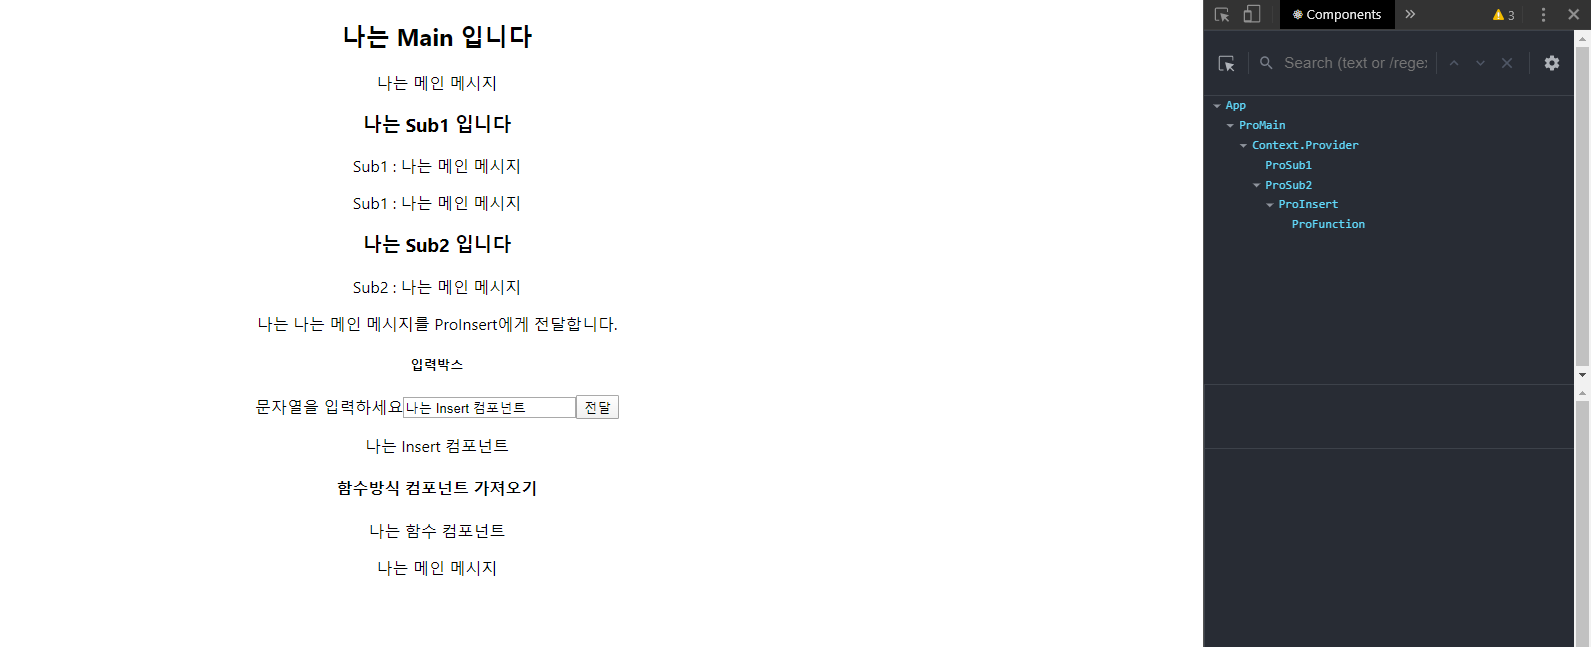 나는 Main 입니다
나는 메인 메시지
나는 Sub1 입니다
Sub1 : 나는 메인 메시지
Sub1 : 나는 메인 메시지
나는 Sub2 입니다
Sub2 : 나는 메인 메시지
나는 나는 메인 메시지를 ProInsert에게 전달합니다.
입력박스
문자열을 입력하세요 나는 Insert 컴포넌트 전달
나는 Insert 컴포넌트
함수방식 컴포넌트 가져오기
나는 함수 컴포넌트
나는 메인 메시지
Components » 3
Search (text or /regex
App
ProMain
Context.Provider
ProSub1
ProSub2
ProInsert
ProFunction